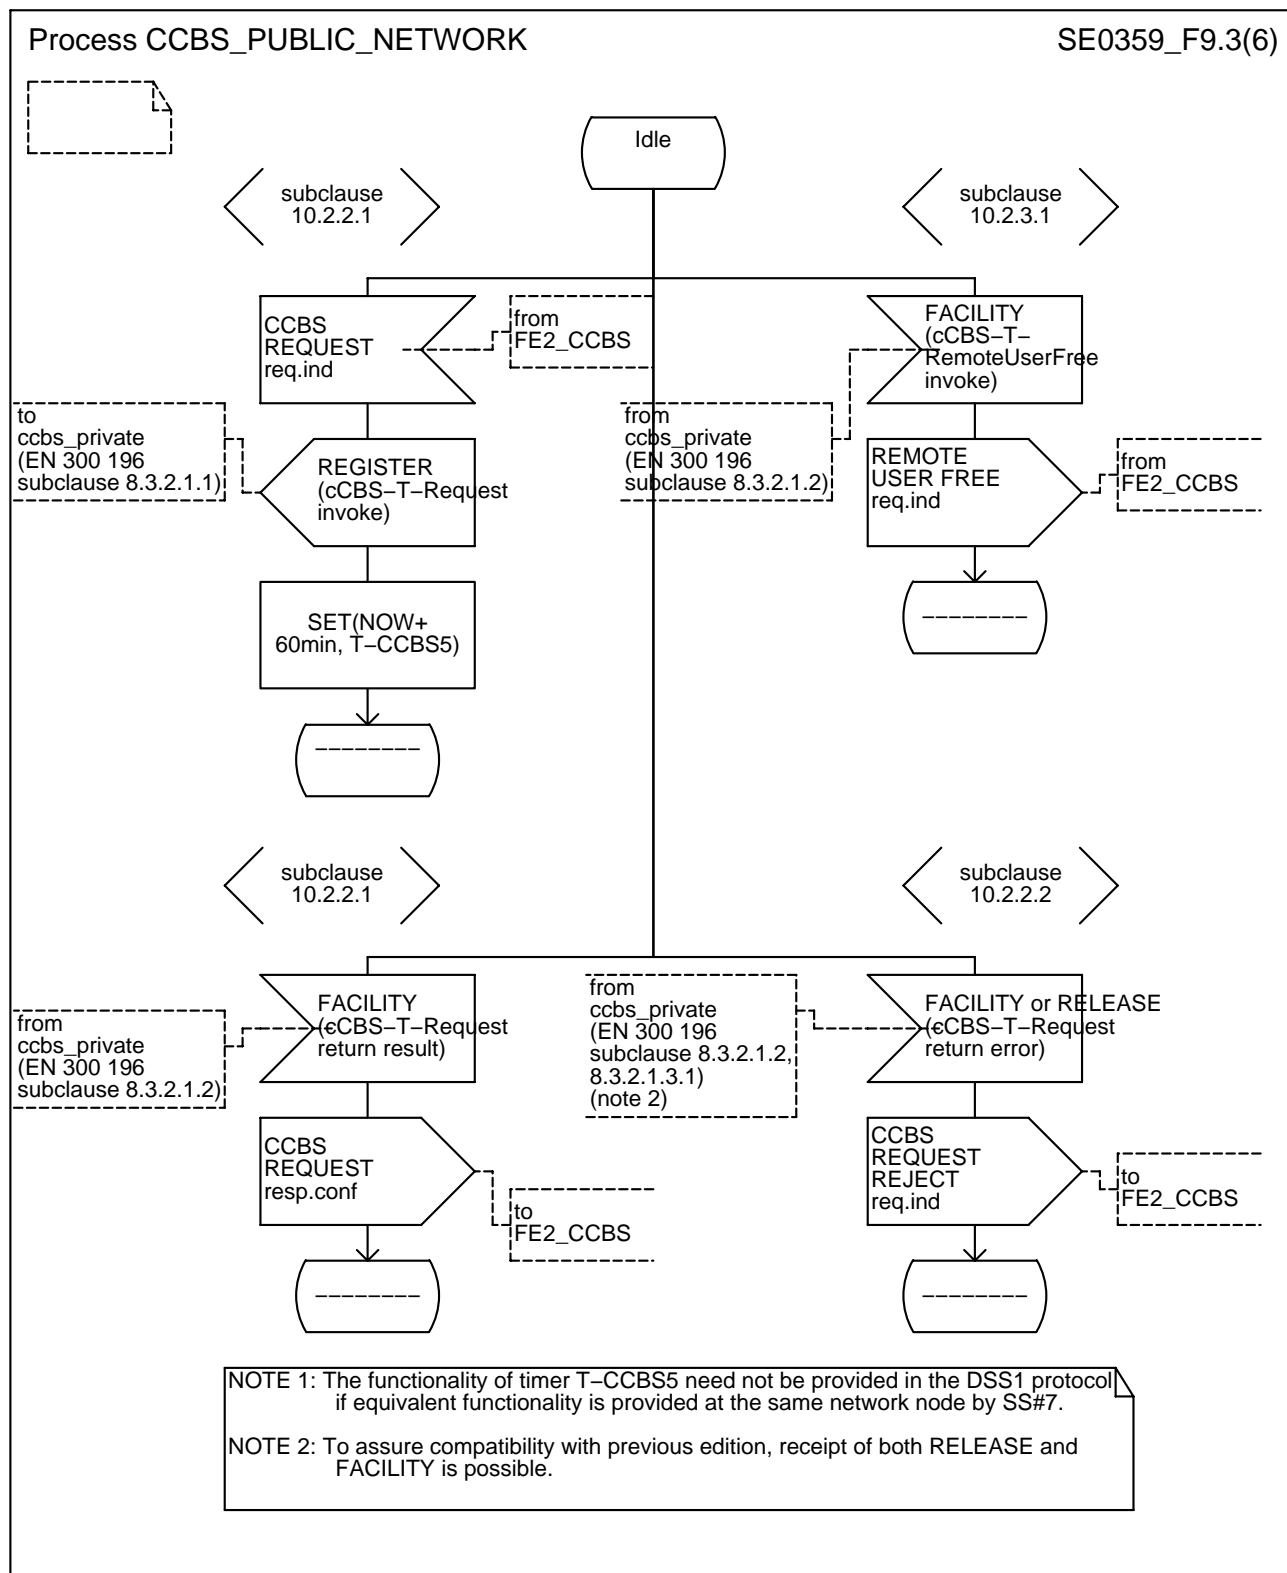 Process CCBS_PUBLIC_NETWORK
SE0359_F9.3(6)
Idle
subclause
10.2.2.1
subclause
10.2.3.1
CCBS
REQUEST
req.ind
from
FE2_CCBS
FACILITY
(cCBS–T–
RemoteUserFree
invoke)
to
ccbs_private
(EN 300 196
subclause 8.3.2.1.1)
REGISTER
(cCBS–T–Request
invoke)
from
ccbs_private
(EN 300 196
subclause 8.3.2.1.2)
REMOTE
USER FREE
req.ind
from
FE2_CCBS
SET(NOW+
60min, T–CCBS5)
––––––––
––––––––
subclause
10.2.2.1
subclause
10.2.2.2
from
ccbs_private
(EN 300 196
subclause 8.3.2.1.2)
FACILITY
(cCBS–T–Request
return result)
from
ccbs_private
(EN 300 196
subclause 8.3.2.1.2,
8.3.2.1.3.1)
(note 2)
FACILITY or RELEASE
(cCBS–T–Request
return error)
CCBS
REQUEST
resp.conf
to
FE2_CCBS
CCBS
REQUEST
REJECT
req.ind
to
FE2_CCBS
––––––––
––––––––
NOTE 1: The functionality of timer T–CCBS5 need not be provided in the DSS1 protocol
if equivalent functionality is provided at the same network node by SS#7.
NOTE 2: To assure compatibility with previous edition, receipt of both RELEASE and
FACILITY is possible.